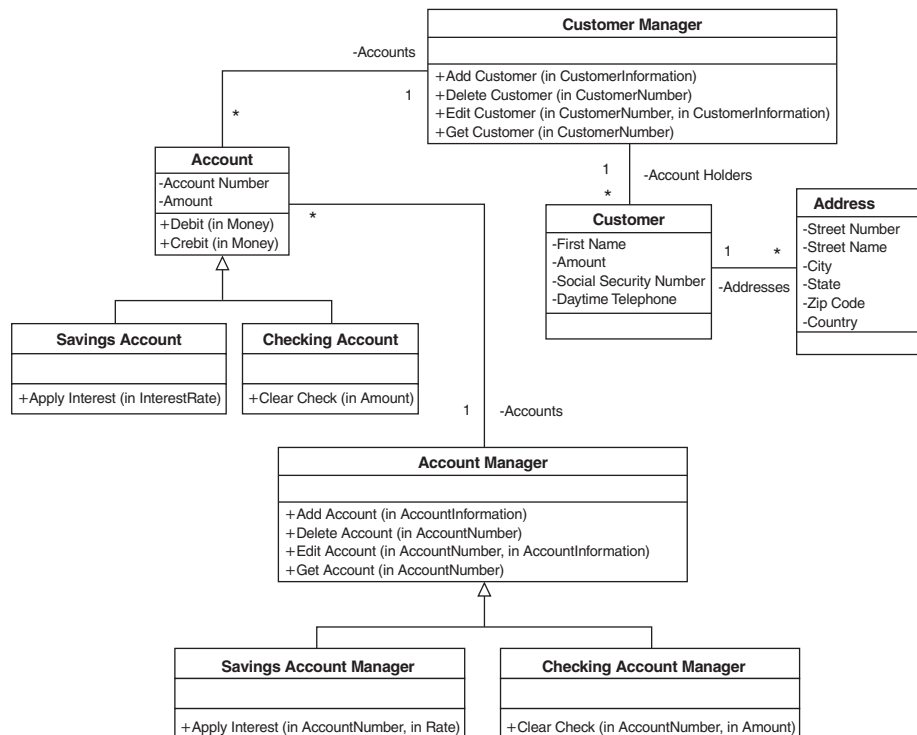 Customer Manager
-Accounts
+Add Customer (in CustomerInformation)
+Delete Customer (in CustomerNumber)
+Edit Customer (in CustomerNumber, in CustomerInformation)
+Get Customer (in CustomerNumber)
1
*
Account
-Account Number
-Amount
+Debit (in Money)
+Crebit (in Money)
*
1
-Account Holders
*
Customer
-First Name
-Amount
-Social Security Number
-Daytime Telephone
1
*
-Addresses
Address
-Street Number
-Street Name
-City
-State
-Zip Code
-Country
Savings Account
+Apply Interest (in InterestRate)
Checking Account
+Clear Check (in Amount)
1
-Accounts
Account Manager
+Add Account (in AccountInformation)
+Delete Account (in AccountNumber)
+Edit Account (in AccountNumber, in AccountInformation)
+Get Account (in AccountNumber)
Savings Account Manager
+Apply Interest (in AccountNumber, in Rate)
Checking Account Manager
+Clear Check (in AccountNumber, in Amount)